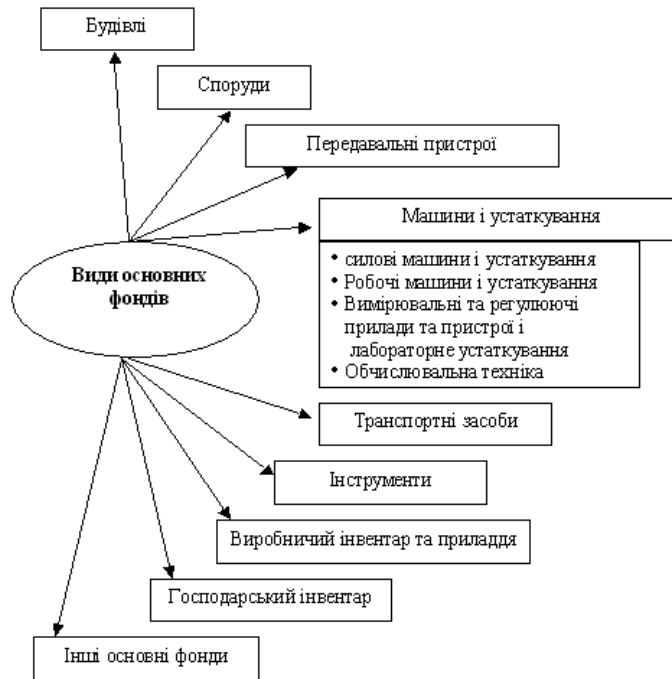 Будівлі
Споруди
Передавальні пристрої
Машини і устаткування
Види основних
фондів
• силові машини і устаткування
• Робочі машини і устаткування
• Вимірювальні та регулюючі
прилади та пристрої і
лабораторне устаткування
• Обчислювальна техніка
Транспортні засоби
Інструменти
Виробничий інвентар та приладдя
Господарський інвентар
Інші основні фонди